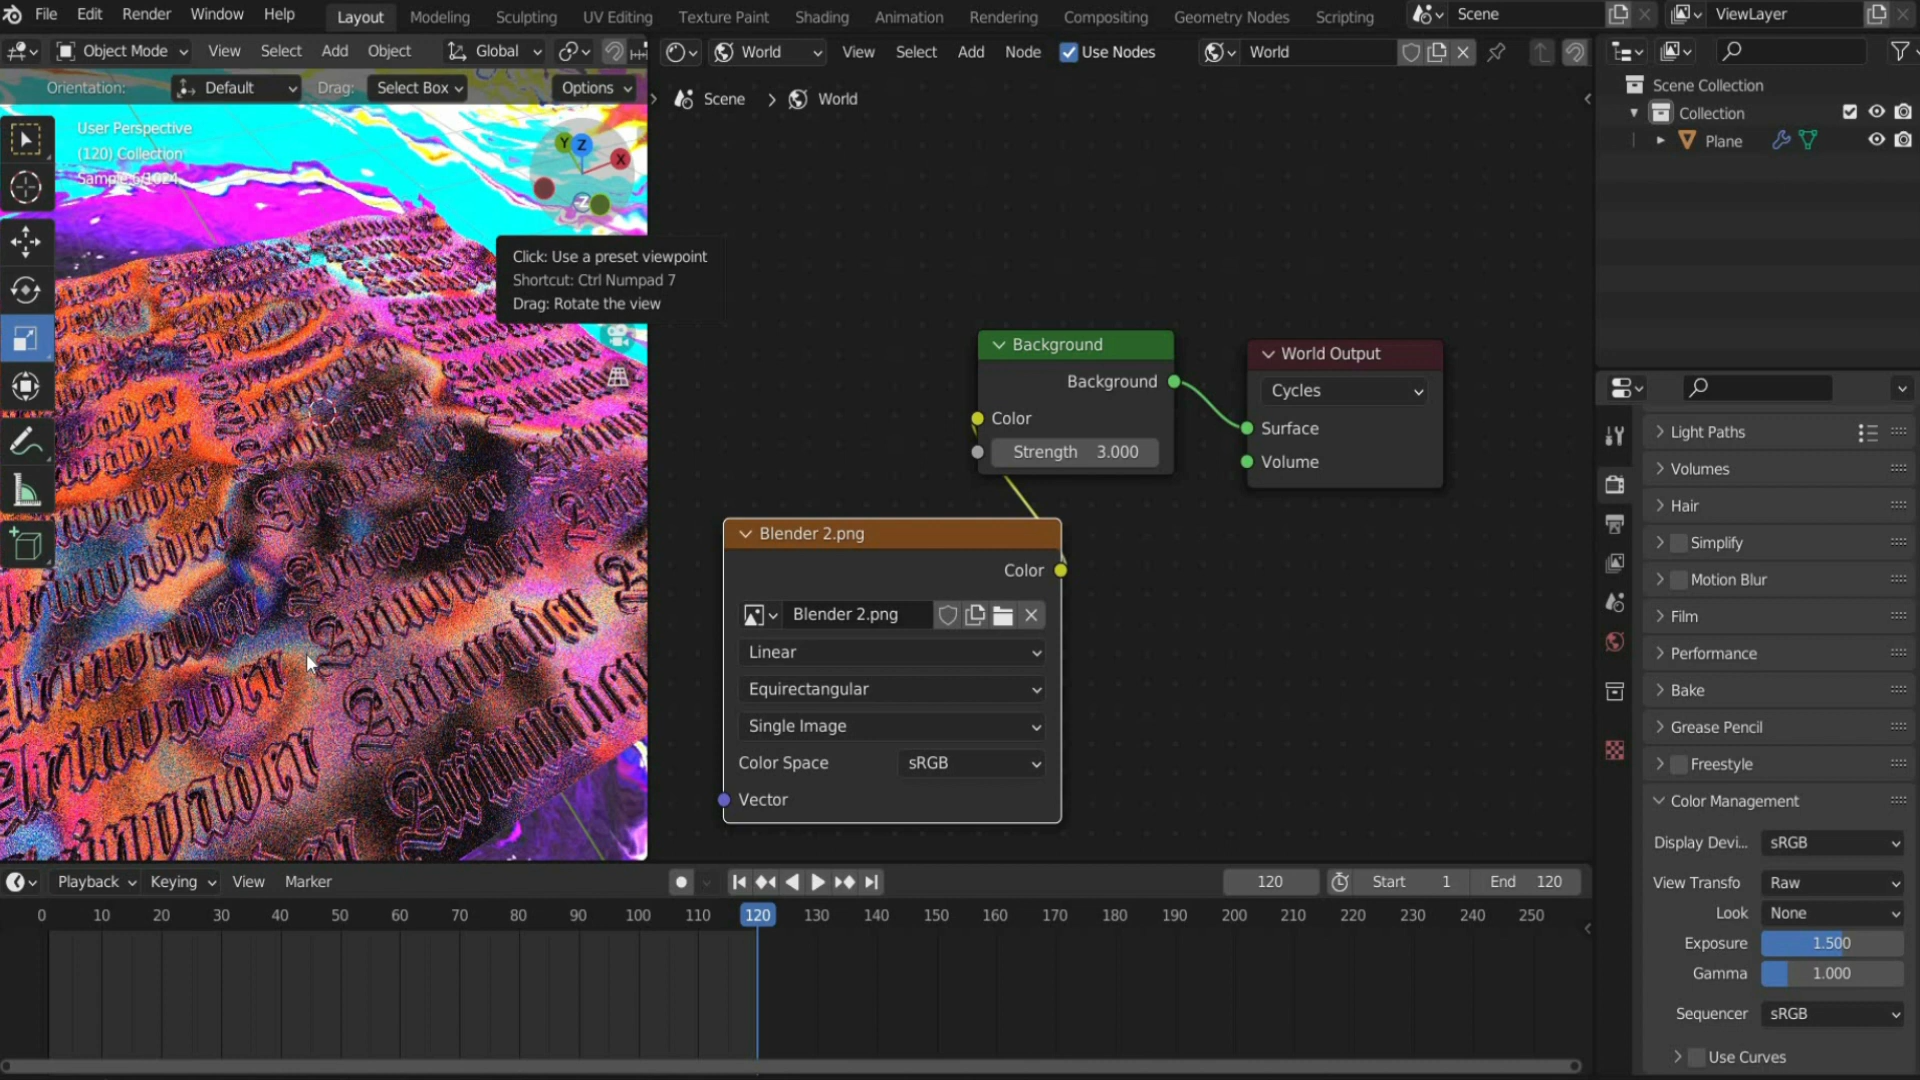 File Edit Render Window Help Layout Modeling Sculpting UV Editing Texture Paint Shading Animation Rendering Compositing Geometry Nodes Scripting Scene ViewLayer
Object Mode View Select Add Object Global World View Select Add Node Use Nodes World
Orientation: Default Drag: Select Box Options
Scene World
Scene Collection
Collection
Plane
User Perspective
(120) Collection
Sample 6/1024
Y Z X
-Z
Click: Use a preset viewpoint
Shortcut: Ctrl Numpad 7
Drag: Rotate the view
Background
Background
Color
Strength 3.000
World Output
Cycles
Surface
Volume
Blender 2.png
Color
Blender 2.png
Linear
Equirectangular
Single Image
Color Space sRGB
Vector
Light Paths
Volumes
Hair
Simplify
Motion Blur
Film
Performance
Bake
Grease Pencil
Freestyle
Color Management
Display Devi... sRGB
View Transfo Raw
Look None
Exposure 1.500
Gamma 1.000
Sequencer sRGB
Use Curves
Playback Keying View Marker 120 Start 1 End 120
0 10 20 30 40 50 60 70 80 90 100 110 120 130 140 150 160 170 180 190 200 210 220 230 240 250